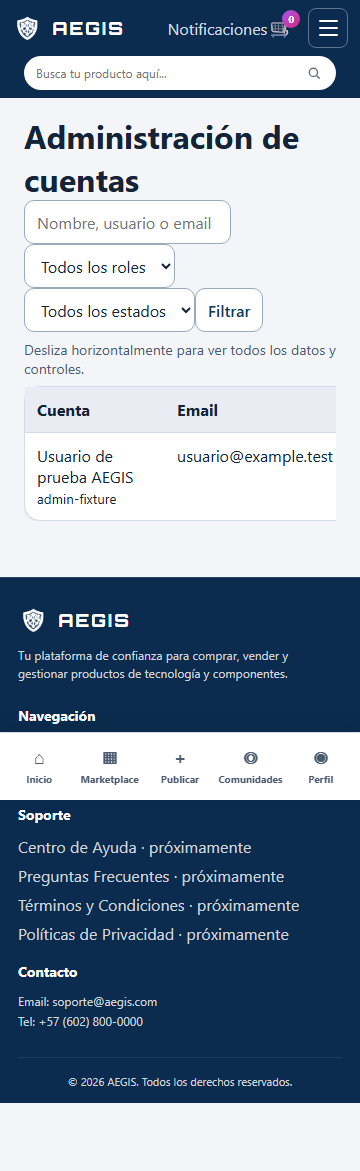 AEGIS
Notificaciones
0
Busca tu producto aquí...
Administración de
cuentas
Nombre, usuario o email
Todos los roles
Todos los estados
Filtrar
Desliza horizontalmente para ver todos los datos y
controles.
Cuenta
Email
Usuario de
prueba AEGIS
admin-fixture
usuario@example.test
AEGIS
Tu plataforma de confianza para comprar, vender y
gestionar productos de tecnología y componentes.
Navegación
Inicio
Marketplace
Publicar
Comunidades
Perfil
Soporte
Centro de Ayuda · próximamente
Preguntas Frecuentes · próximamente
Términos y Condiciones · próximamente
Políticas de Privacidad · próximamente
Contacto
Email: soporte@aegis.com
Tel: +57 (602) 800-0000
© 2026 AEGIS. Todos los derechos reservados.